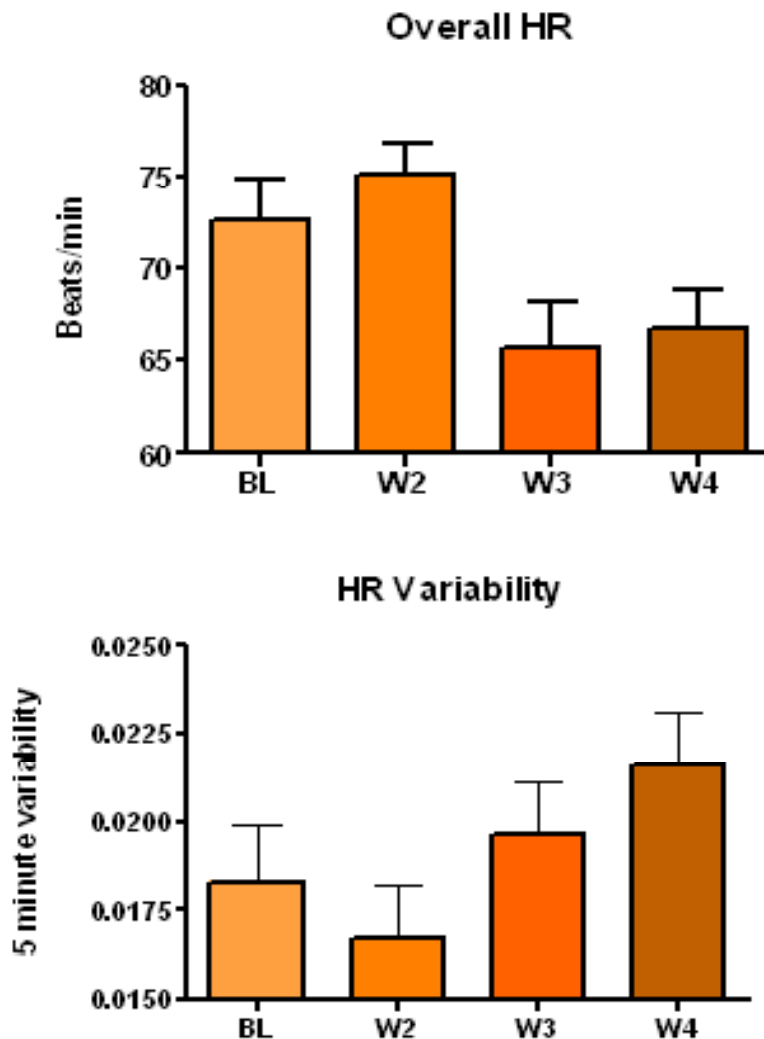 Overall HR
80
75
70
65
60
Beats/min
BL W2 W3 W4
HR Variability
0.0250
0.0225
0.0200
0.0175
0.0150
5 minute variability
BL W2 W3 W4